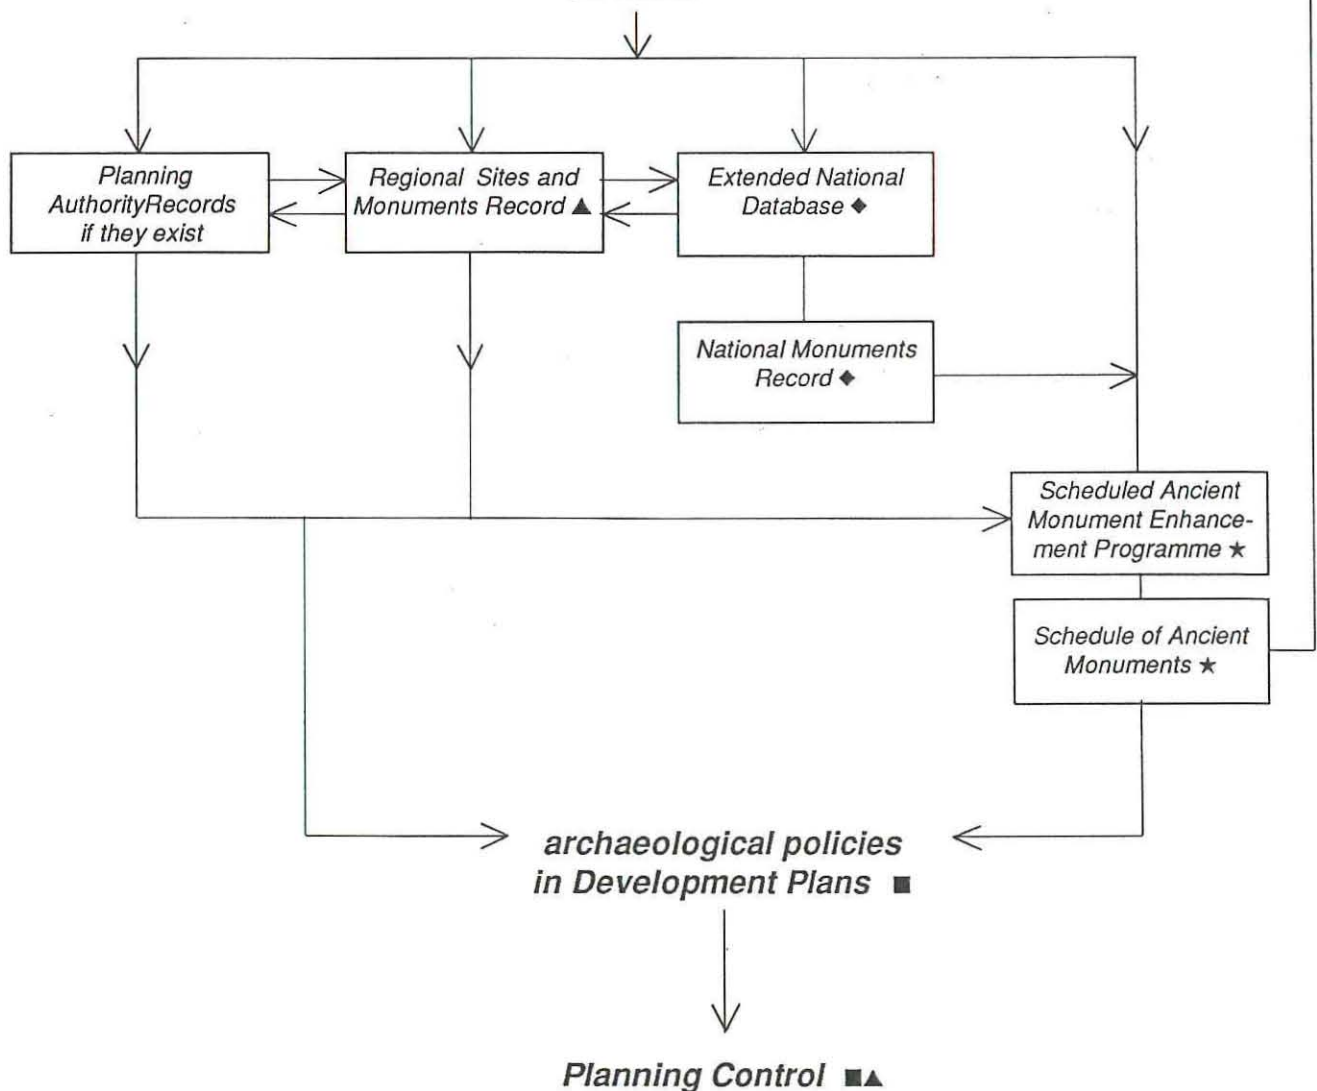 Planning
AuthorityRecords
if they exist
Regional Sites and
Monuments Record ▲
Extended National
Database ◆
National Monuments
Record ◆
Scheduled Ancient
Monument Enhance-
ment Programme ★
Schedule of Ancient
Monuments ★
archaeological policies
in Development Plans ■
Planning Control ■▲